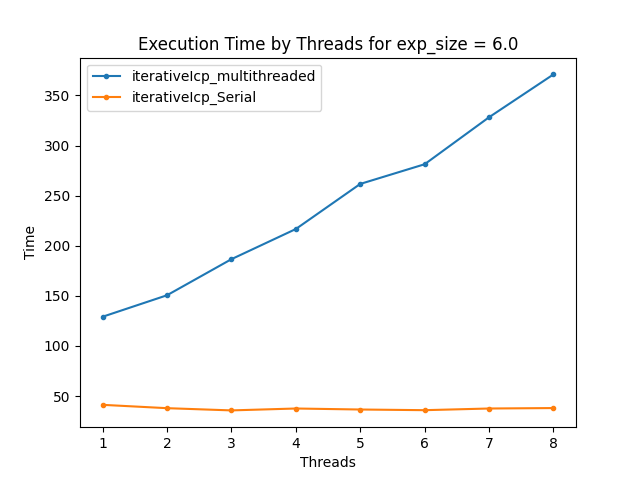 Execution Time by Threads for exp_size = 6.0
iterativeIcp_multithreaded
iterativeIcp_Serial
350
300
250
200
150
100
50
Time
1 2 3 4 5 6 7 8
Threads